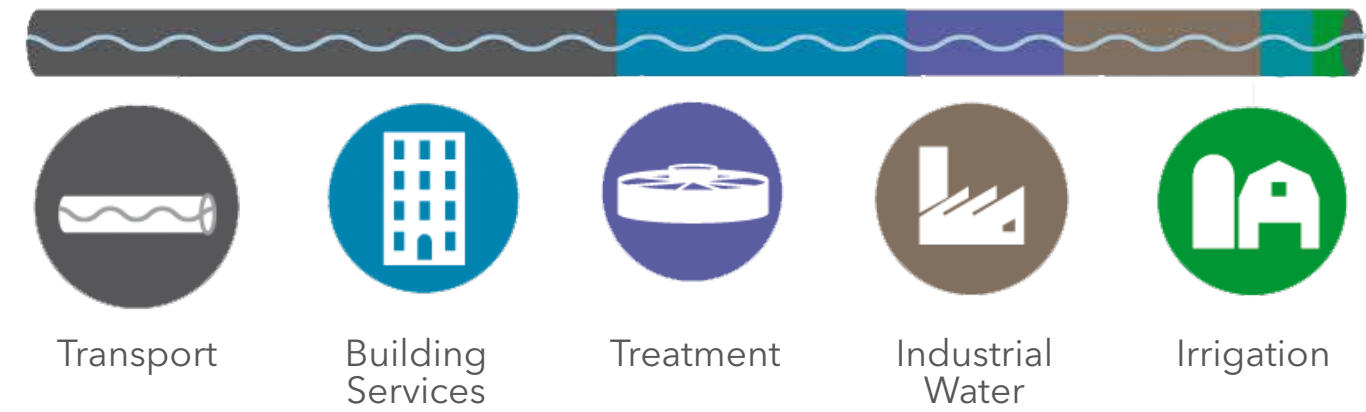 Transport
Building
Services
Treatment
Industrial
Water
Irrigation